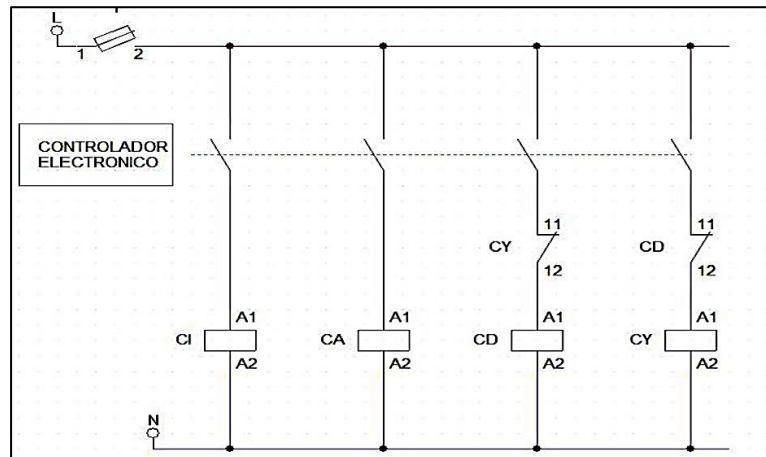 L
1 2
CONTROLADOR
ELECTRONICO
11 11
CY CD
12 12
A1 A1 A1 A1
CI CA CD CY
A2 A2 A2 A2
N